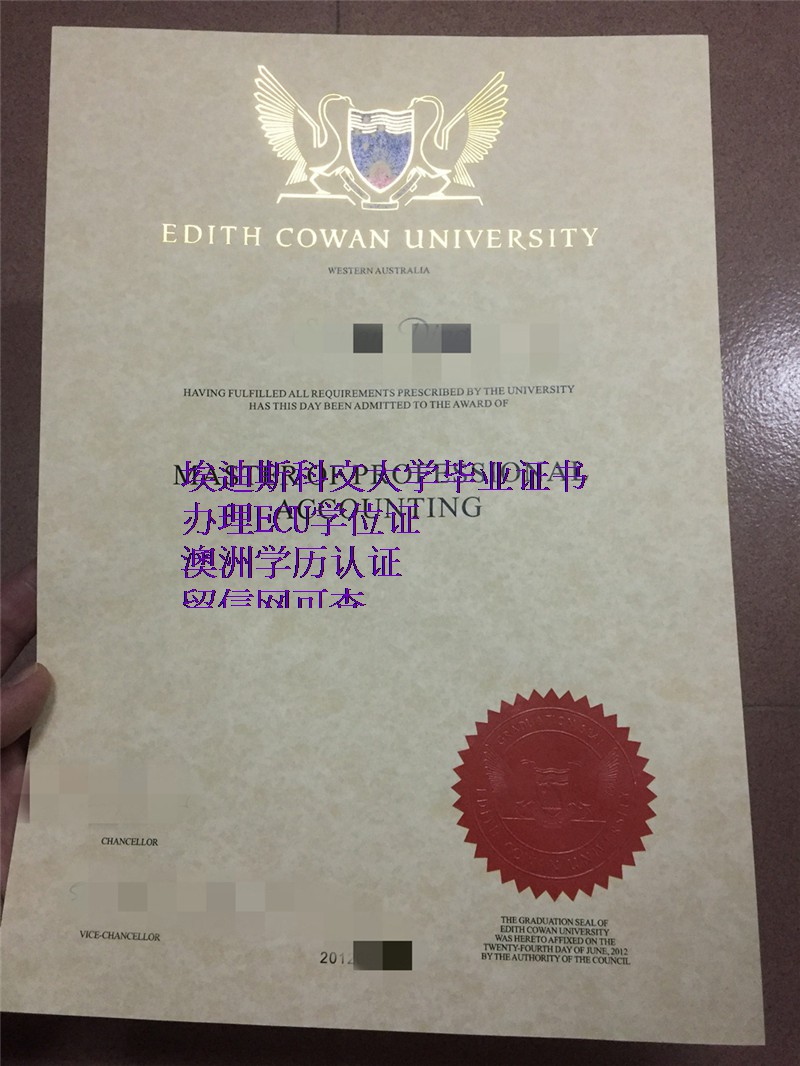 EDITH COWAN UNIVERSITY
WESTERN AUSTRALIA
HAVING FULFILLED ALL REQUIREMENTS PRESCRIBED BY THE UNIVERSITY
HAS THIS DAY BEEN ADMITTED TO THE AWARD OF
MASTER OF PROFESSIONAL
埃迪斯科文大学毕业证书
ACCOUNTING
办理ECU学位证
澳洲学历认证
留信网可查
CHANCELLOR
VICE-CHANCELLOR
2012
THE GRADUATION SEAL OF
EDITH COWAN UNIVERSITY
WAS HERETO AFFIXED ON THE
TWENTY-FOURTH DAY OF JUNE, 2012
BY THE AUTHORITY OF THE COUNCIL